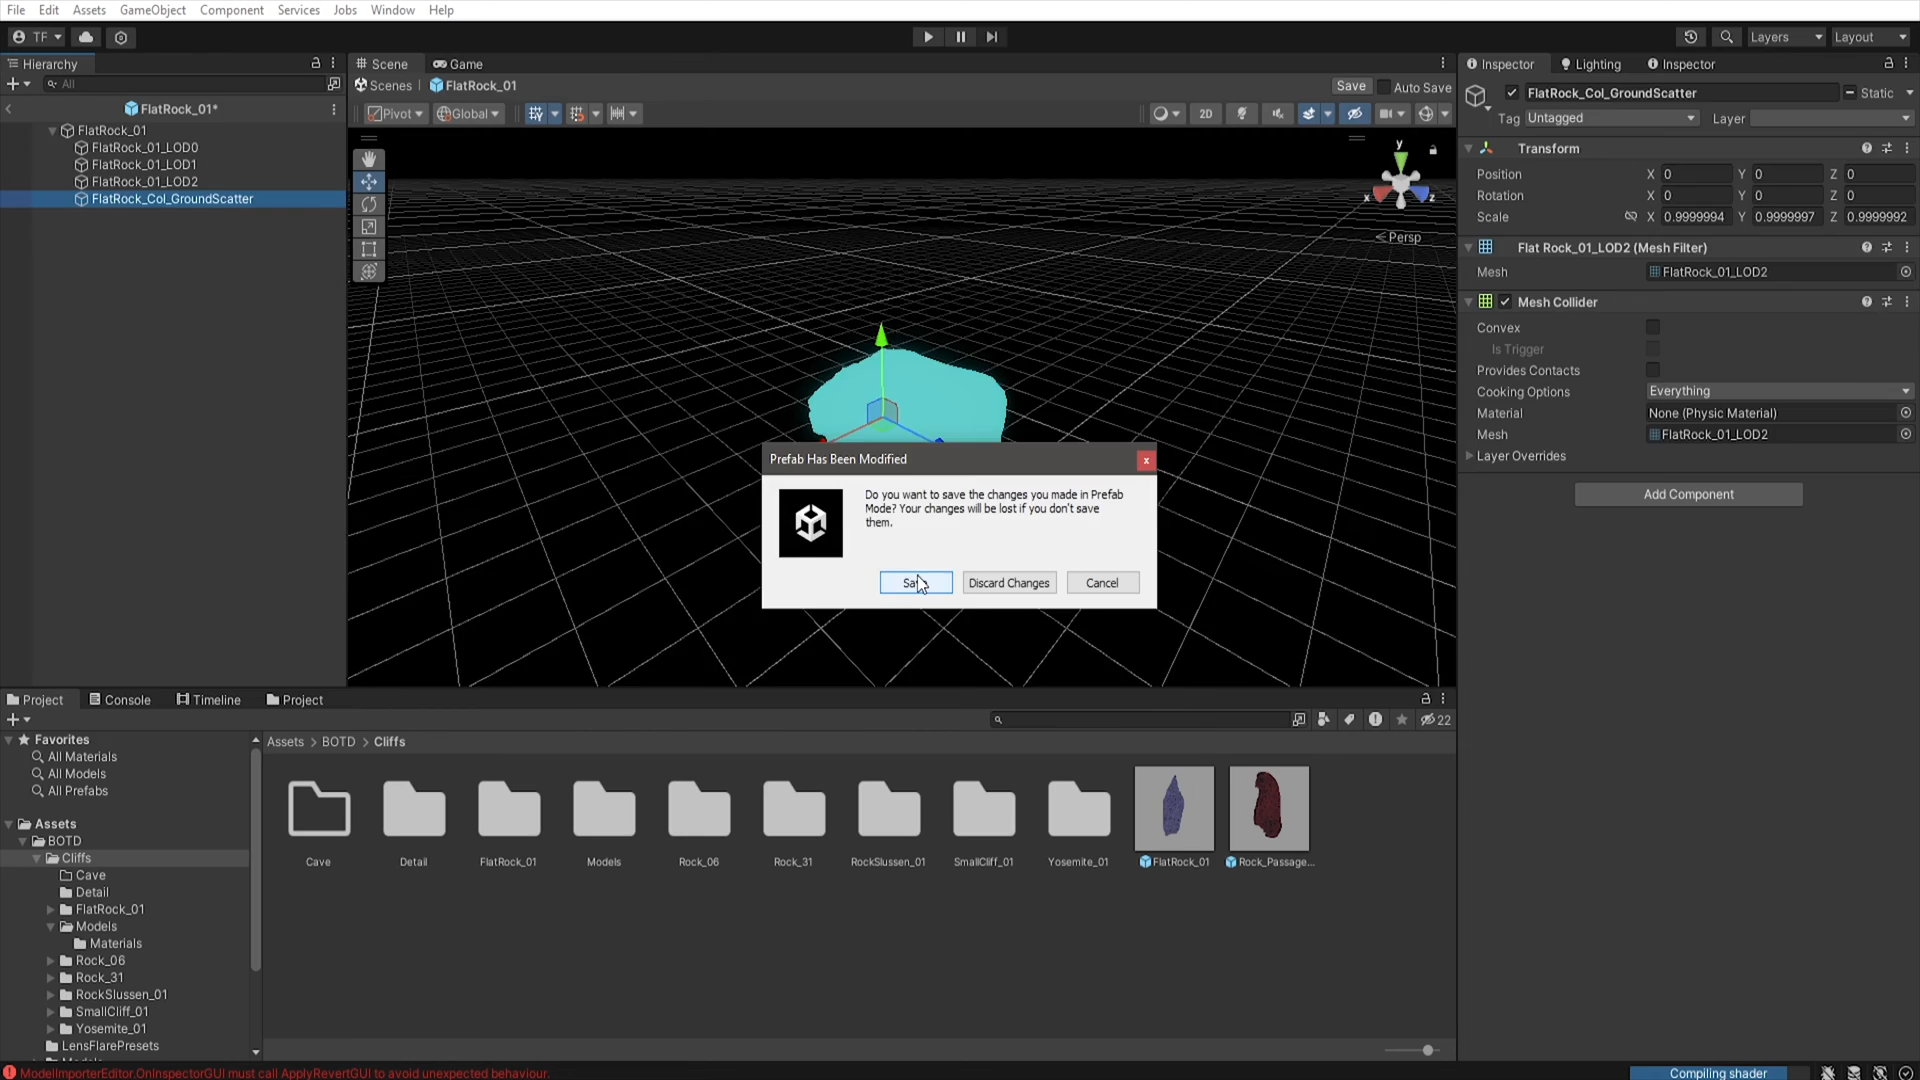 File Edit Assets GameObject Component Services Jobs Window Help
TF
Layers Layout
Hierarchy
All
FlatRock_01*
FlatRock_01
FlatRock_01_LOD0
FlatRock_01_LOD1
FlatRock_01_LOD2
FlatRock_Col_GroundScatter
Scene Game
Scenes FlatRock_01 Save Auto Save
Pivot Global 2D
y
x z
< Persp
Prefab Has Been Modified
x
Do you want to save the changes you made in Prefab
Mode? Your changes will be lost if you don't save
them.
Discard Changes Cancel
Inspector Lighting Inspector
FlatRock_Col_GroundScatter Static
Tag Untagged Layer
Transform
Position X 0 Y 0 Z 0
Rotation X 0 Y 0 Z 0
Scale X 0.9999994 Y 0.9999997 Z 0.9999992
Flat Rock_01_LOD2 (Mesh Filter)
Mesh FlatRock_01_LOD2
Mesh Collider
Convex
Is Trigger
Provides Contacts
Cooking Options Everything
Material None (Physic Material)
Mesh FlatRock_01_LOD2
Layer Overrides
Add Component
Project Console Timeline Project
22
Favorites
All Materials
All Models
All Prefabs
Assets
BOTD
Cliffs
Cave
Detail
FlatRock_01
Models
Materials
Rock_06
Rock_31
RockSlussen_01
SmallCliff_01
Yosemite_01
LensFlarePresets
Assets > BOTD > Cliffs
Cave Detail FlatRock_01 Models Rock_06 Rock_31 RockSlussen_01 SmallCliff_01 Yosemite_01 FlatRock_01 Rock_Passage...
ModelImporterEditor.OnInspectorGUI must call ApplyRevertGUI to avoid unexpected behaviour.
Compiling shader